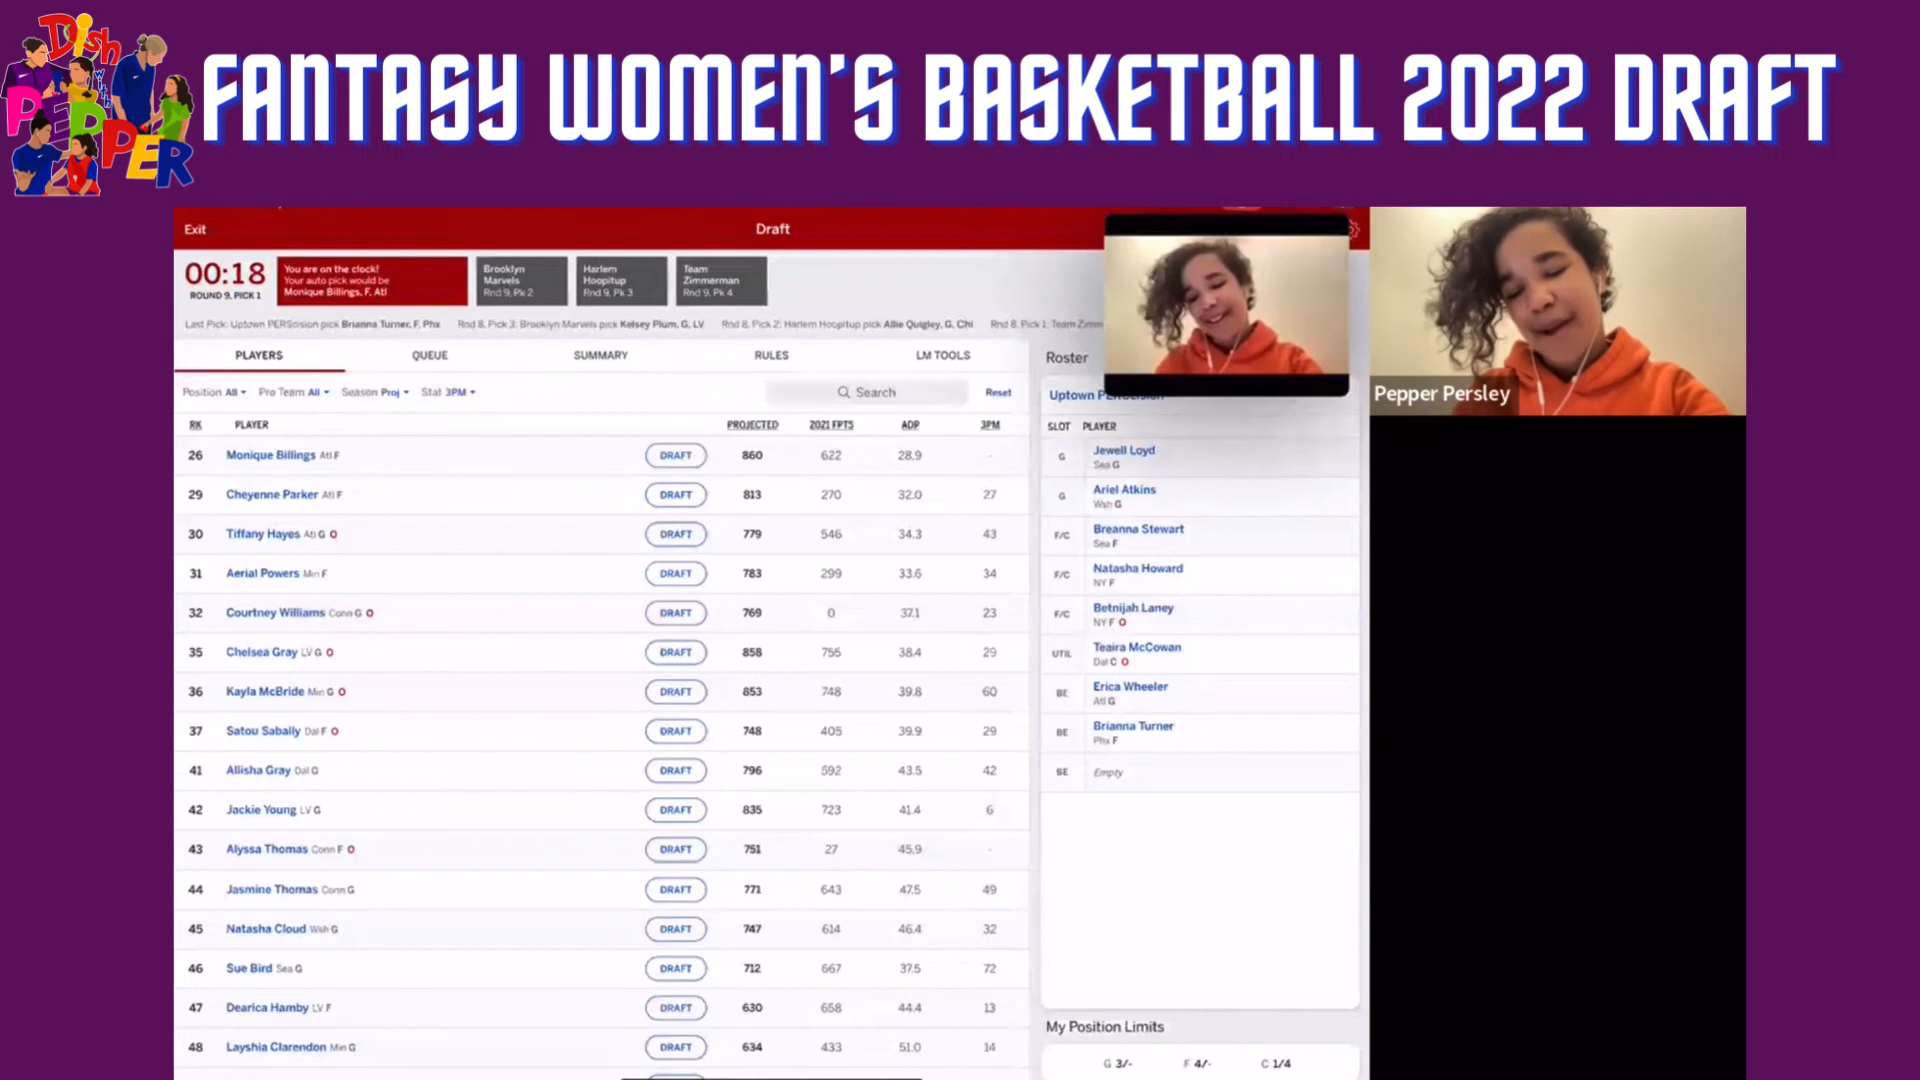 Dish
with
PEPPER
FANTASY WOMEN'S BASKETBALL 2022 DRAFT
Exit
Draft
00:18
ROUND 9, PICK 1
You are on the clock!
Your auto pick would be
Monique Billings, F, Atl
Brooklyn
Marvels
Rnd 9, Pk 2
Harlem
Hoopitup
Rnd 9, Pk 3
Team
Zimmerman
Rnd 9, Pk 4
Last Pick: Uptown PERScision pick Brianna Turner, F, Phx Rnd 8, Pick 3: Brooklyn Marvels pick Kelsey Plum, G, LV Rnd 8, Pick 2: Harlem Hoopitup pick Allie Quigley, G, Chi Rnd 8, Pick 1: Team Zimm
PLAYERS QUEUE SUMMARY RULES LM TOOLS
Position All Pro Team All Season Proj Stat 3PM Search Reset
RK PLAYER PROJECTED 2021 FPTS ADP 3PM
26 Monique Billings Atl F DRAFT 860 622 28.9 -
29 Cheyenne Parker Atl F DRAFT 813 270 32.0 27
30 Tiffany Hayes Atl G O DRAFT 779 546 34.3 43
31 Aerial Powers Min F DRAFT 783 299 33.6 34
32 Courtney Williams Conn G O DRAFT 769 0 37.1 23
35 Chelsea Gray LV G O DRAFT 858 755 38.4 29
36 Kayla McBride Min G O DRAFT 853 748 39.8 60
37 Satou Sabally Dal F O DRAFT 748 405 39.9 29
41 Allisha Gray Dal G DRAFT 796 592 43.5 42
42 Jackie Young LV G DRAFT 835 723 41.4 6
43 Alyssa Thomas Conn F O DRAFT 751 27 45.9 -
44 Jasmine Thomas Conn G DRAFT 771 643 47.5 49
45 Natasha Cloud Wsh G DRAFT 747 614 46.4 32
46 Sue Bird Sea G DRAFT 712 667 37.5 72
47 Dearica Hamby LV F DRAFT 630 658 44.4 13
48 Layshia Clarendon Min G DRAFT 634 433 51.0 14
Roster
Uptown PERScision
SLOT PLAYER
G Jewell Loyd
Sea G
G Ariel Atkins
Wsh G
F/C Breanna Stewart
Sea F
F/C Natasha Howard
NY F
F/C Betnijah Laney
NY F O
UTIL Teaira McCowan
Dal C O
BE Erica Wheeler
Atl G
BE Brianna Turner
Phx F
BE Empty
My Position Limits
G 3/- F 4/- C 1/4
Pepper Persley